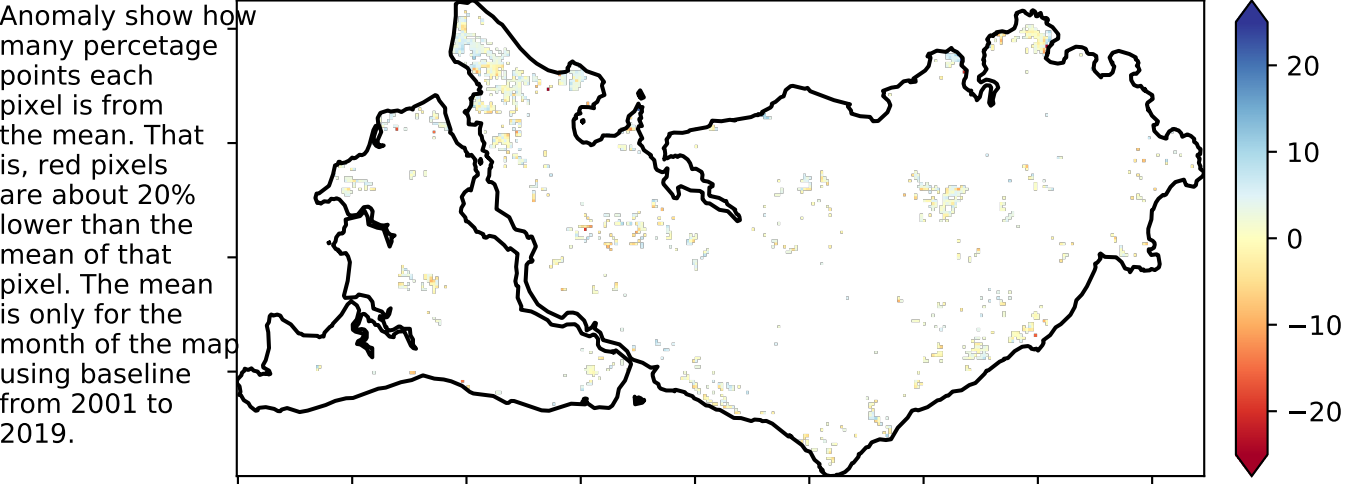 Anomaly show how
many percetage
points each
pixel is from
the mean. That
is, red pixels
are about 20%
lower than the
mean of that
pixel. The mean
is only for the
month of the map
using baseline
from 2001 to
2019.
20
10
0
−10
−20